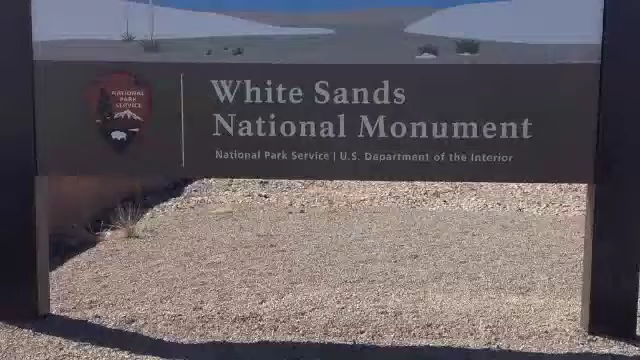 NATIONAL
PARK
SERVICE
White Sands
National Monument
National Park Service | U.S. Department of the Interior